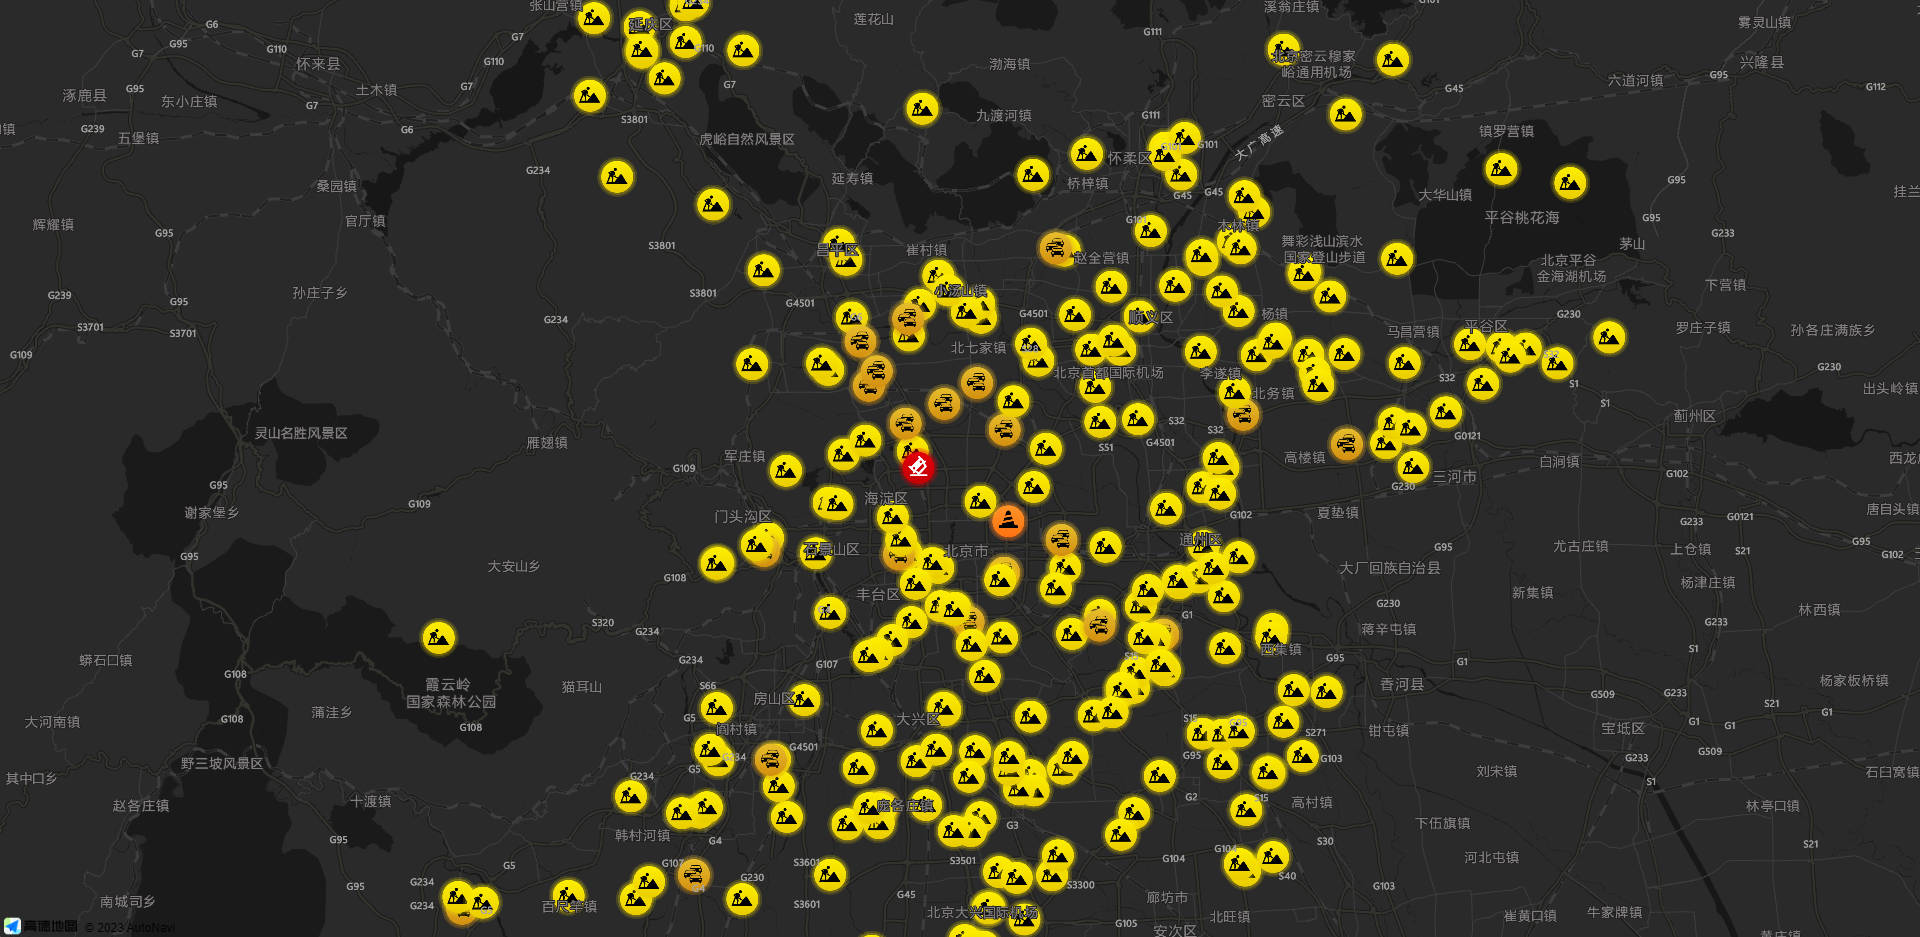 张山营镇
延庆区
G6
莲花山
溪翁庄镇
雾灵山镇
G7
G95
G110
G7
G110
G111
怀来县
G110
渤海镇
北京密云穆家
峪通用机场
兴隆县
G95
六道河镇
涿鹿县
G95
东小庄镇
土木镇
G7
G7
G7
密云区
G45
G112
G239
五堡镇
G6
S3801
虎峪自然风景区
九渡河镇
G111
大广高速
镇罗营镇
G101
怀柔区
G234
桑园镇
延寿镇
桥梓镇
G45
G45
大华山镇
G95
挂兰
辉耀镇
官厅镇
平谷桃花海
G95
G95
S3801
昌平区
崔村镇
木林镇
舞彩浅山滨水
国家登山步道
茅山
G233
赵全营镇
北京平谷
金海湖机场
孙庄子乡
S3801
小汤山镇
下营镇
G239
G95
G4501
G4501
顺义区
杨镇
G230
罗庄子镇
孙各庄满族乡
S3701
S3701
G234
马昌营镇
平谷区
G109
北七家镇
北京首都国际机场
李遂镇
S32
S1
G230
出头岭镇
北务镇
S1
蓟州区
灵山名胜风景区
雁翅镇
S32
S32
G0121
军庄镇
G109
S51
G4501
高楼镇
白涧镇
西龙
三河市
G102
G95
G230
海淀区
G109
谢家堡乡
门头沟区
G102
夏垫镇
G233
G0121
唐自头镇
石景山区
北京市
通州区
G95
尤古庄镇
上仓镇
S21
G95
G102
G95
大安山乡
大厂回族自治县
G108
丰台区
新集镇
杨津庄镇
G230
林西镇
G1
S320
G234
蒋辛屯镇
G233
蟒石口镇
G234
G107
西集镇
G95
G1
S1
G108
霞云岭
国家森林公园
猫耳山
S66
房山区
香河县
G509
G233
杨家板桥镇
大河南镇
G108
蒲洼乡
G5
大兴区
S15
S21
G1
G108
阎村镇
S271
钳屯镇
宝坻区
G1
G1
野三坡风景区
G5
G4501
G95
G103
G509
其中口乡
G234
G233
刘宋镇
石臼窝镇
S1
赵各庄镇
十渡镇
庞各庄镇
G2
S15
高村镇
林亭口镇
韩村河镇
G3
下伍旗镇
G95
G4
S30
S21
G5
G107
S3601
S3501
G104
G104
河北屯镇
G234
G95
G230
S3300
S40
G103
南城司乡
G234
百尺竿镇
G4
S3601
G45
廊坊市
北京大兴国际机场
北旺镇
崔黄口镇
牛家牌镇
G105
安次区
黄庄镇
高德地图 © 2023 AutoNavi